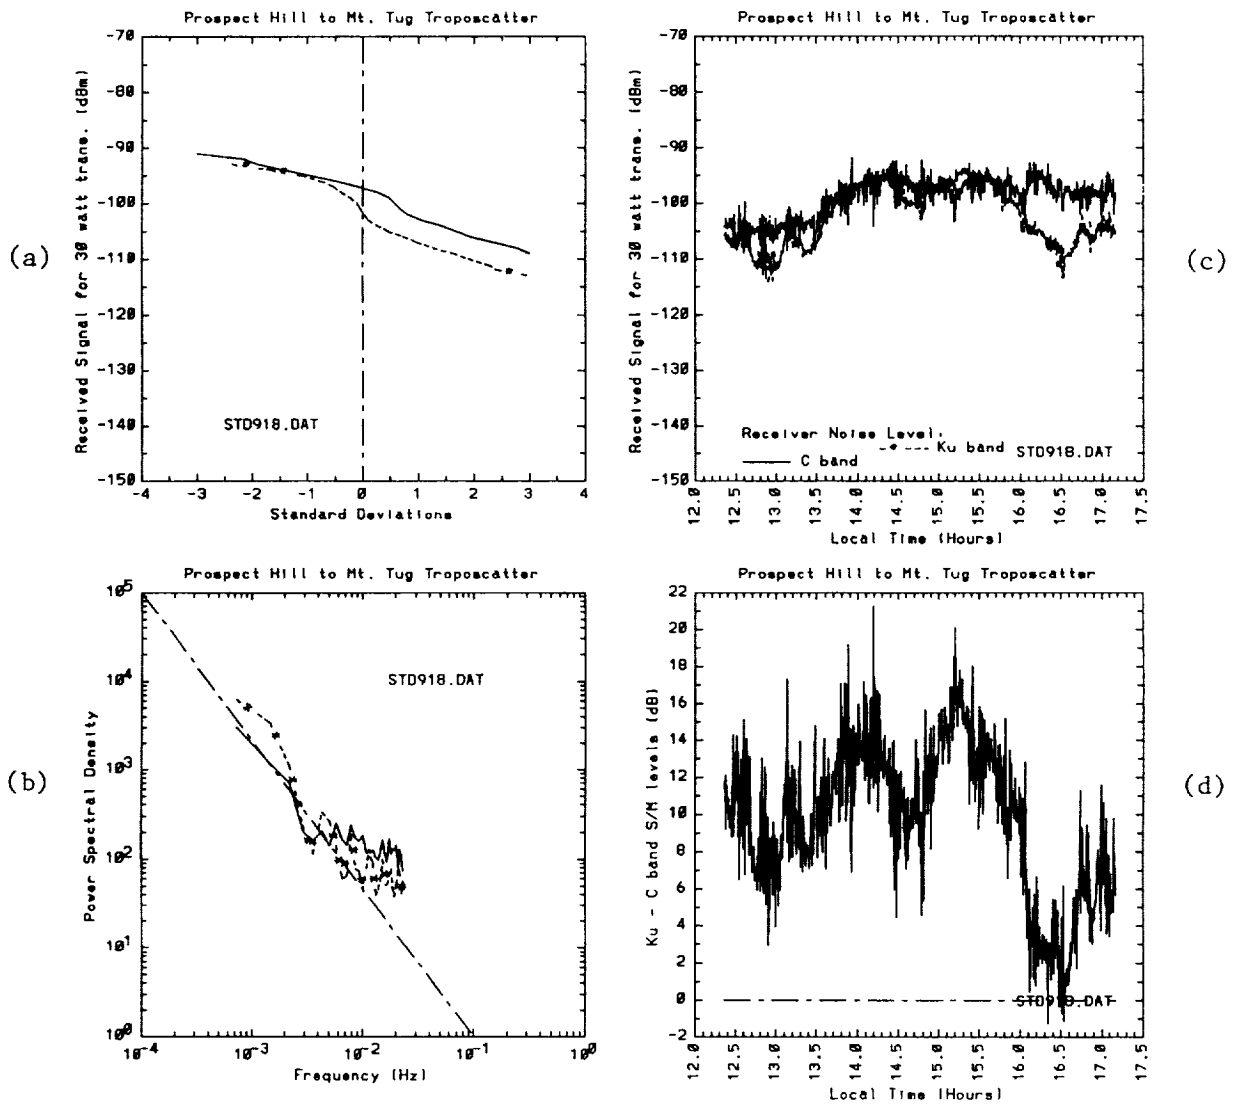 Prospect Hill to Mt. Tug Troposcatter
Received Signal for 30 watt trans. (dBm)
-70
-80
-90
-100
-110
-120
-130
-140
-150
STD918.DAT
-4 -3 -2 -1 0 1 2 3 4
Standard Deviations
(a)
Prospect Hill to Mt. Tug Troposcatter
Received Signal for 30 watt trans. (dBm)
-70
-80
-90
-100
-110
-120
-130
-140
-150
Receiver Noise Level:
Ku band
C band
STD918.DAT
12.0 12.5 13.0 13.5 14.0 14.5 15.0 15.5 16.0 16.5 17.0 17.5
Local Time (Hours)
(c)
Prospect Hill to Mt. Tug Troposcatter
Power Spectral Density
10^5
10^4
10^3
10^2
10^1
10^0
STD918.DAT
10^-4 10^-3 10^-2 10^-1 10^0
Frequency (Hz)
(b)
Prospect Hill to Mt. Tug Troposcatter
Ku - C band S/M levels (dB)
22
20
18
16
14
12
10
8
6
4
2
0
-2
STD918.DAT
12.0 12.5 13.0 13.5 14.0 14.5 15.0 15.5 16.0 16.5 17.0 17.5
Local Time (Hours)
(d)